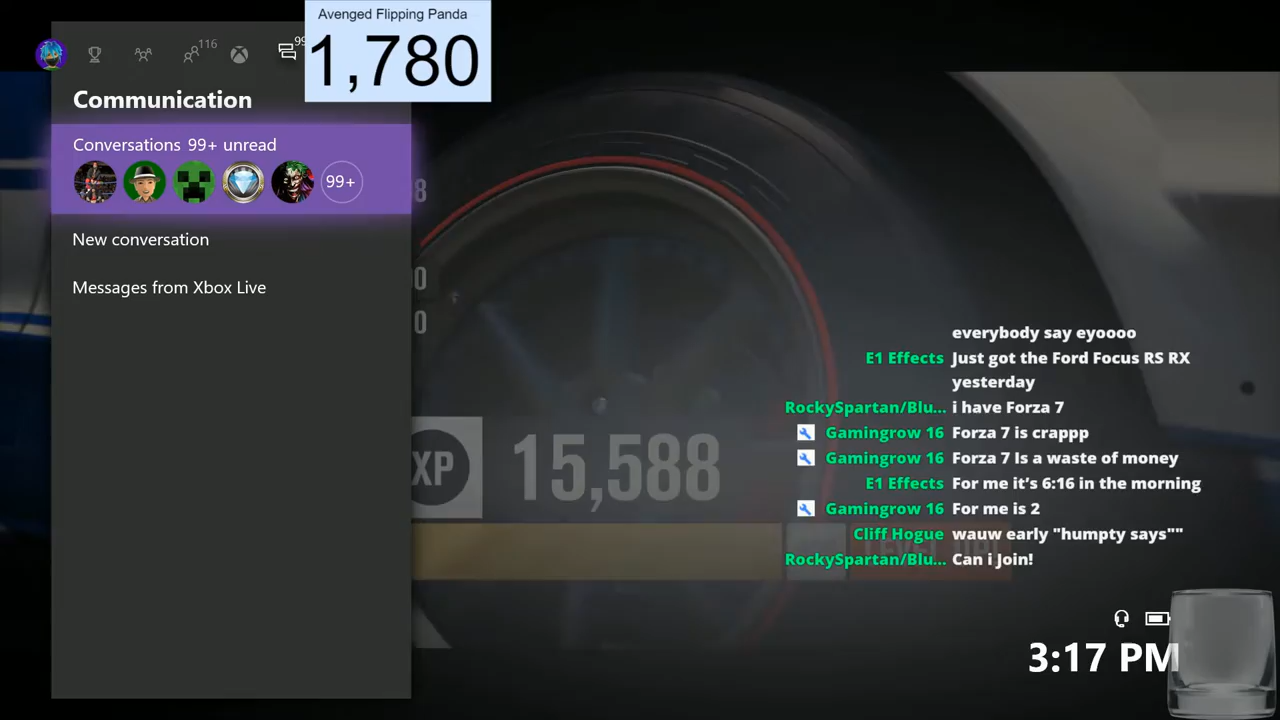 Avenged Flipping Panda
1,780
116
99
Communication
Conversations 99+ unread
99+
New conversation
Messages from Xbox Live
8
0
0
XP 15,588
everybody say eyoooo
E1 Effects Just got the Ford Focus RS RX
yesterday
RockySpartan/Blu... i have Forza 7
Gamingrow 16 Forza 7 is crappp
Gamingrow 16 Forza 7 Is a waste of money
E1 Effects For me it's 6:16 in the morning
Gamingrow 16 For me is 2
Cliff Hogue wauw early "humpty says""
RockySpartan/Blu... Can i Join!
3:17 PM